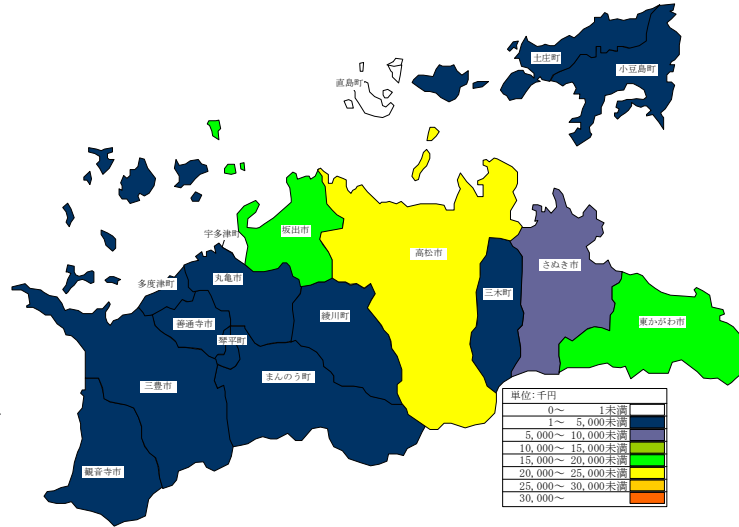 土庄町
小豆島町
直島町
宇多津町
坂出市
高松市
さぬき市
多度津町
丸亀市
三木町
善通寺市
綾川町
東かがわ市
琴平町
まんのう町
三豊市
観音寺市
単位:千円
0～ 1未満
1～ 5,000未満
5,000～ 10,000未満
10,000～ 15,000未満
15,000～ 20,000未満
20,000～ 25,000未満
25,000～ 30,000未満
30,000～